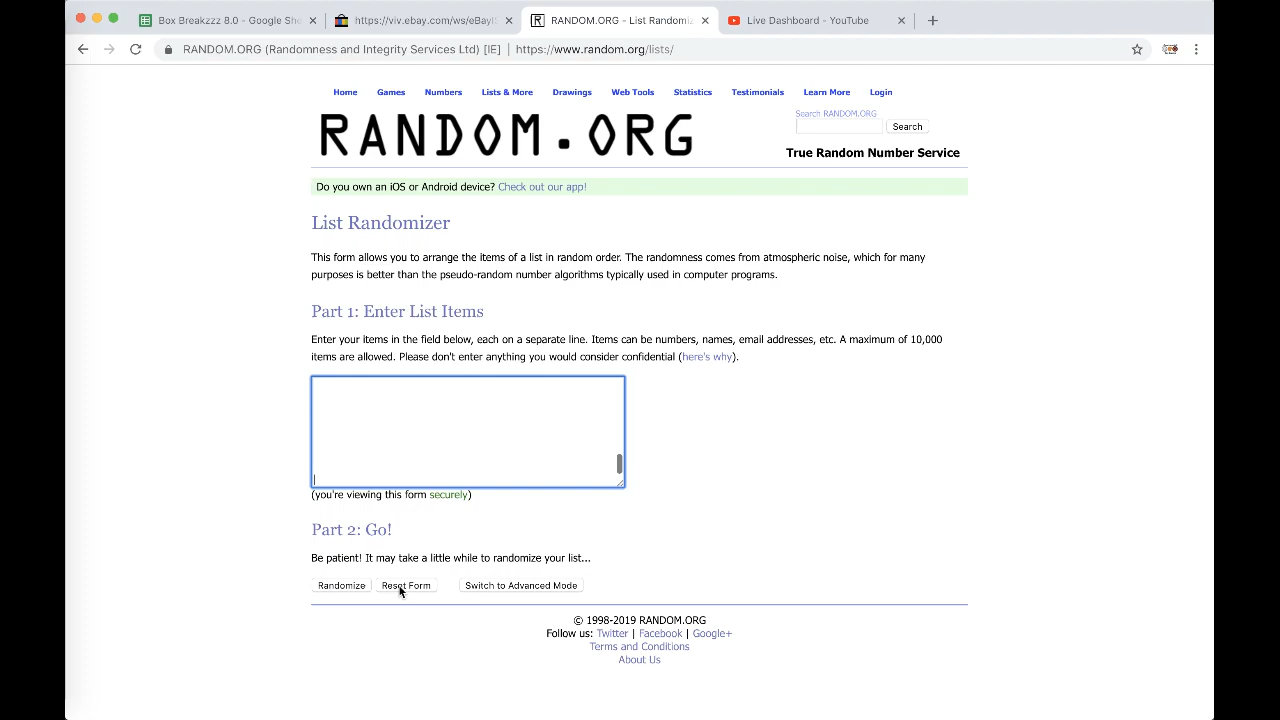 Box Breakzzz 8.0 - Google She
https://viv.ebay.com/ws/eBayI
RANDOM.ORG - List Randomiz
Live Dashboard - YouTube
RANDOM.ORG (Randomness and Integrity Services Ltd) [IE] | https://www.random.org/lists/
Home Games Numbers Lists & More Drawings Web Tools Statistics Testimonials Learn More Login
RANDOM.ORG
Search RANDOM.ORG
Search
True Random Number Service
Do you own an iOS or Android device? Check out our app!
List Randomizer
This form allows you to arrange the items of a list in random order. The randomness comes from atmospheric noise, which for many
purposes is better than the pseudo-random number algorithms typically used in computer programs.
Part 1: Enter List Items
Enter your items in the field below, each on a separate line. Items can be numbers, names, email addresses, etc. A maximum of 10,000
items are allowed. Please don't enter anything you would consider confidential (here's why).
(you're viewing this form securely)
Part 2: Go!
Be patient! It may take a little while to randomize your list...
Randomize Reset Form Switch to Advanced Mode
© 1998-2019 RANDOM.ORG
Follow us: Twitter | Facebook | Google+
Terms and Conditions
About Us